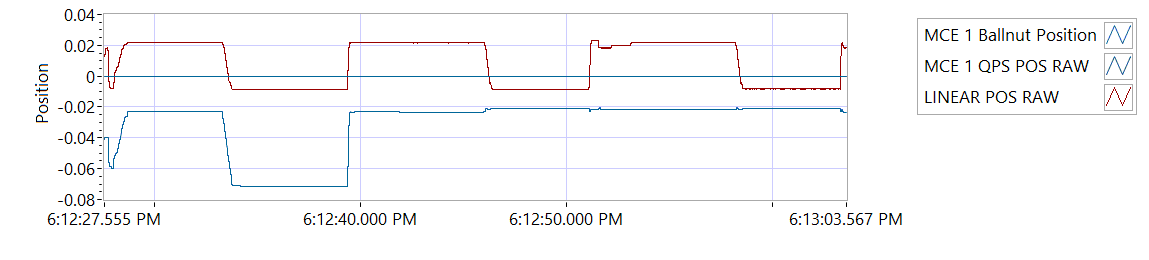 0.04
0.02
0
-0.02
-0.04
-0.06
-0.08
Position
6:12:27.555 PM
6:12:40.000 PM
6:12:50.000 PM
6:13:03.567 PM
MCE 1 Ballnut Position
MCE 1 QPS POS RAW
LINEAR POS RAW